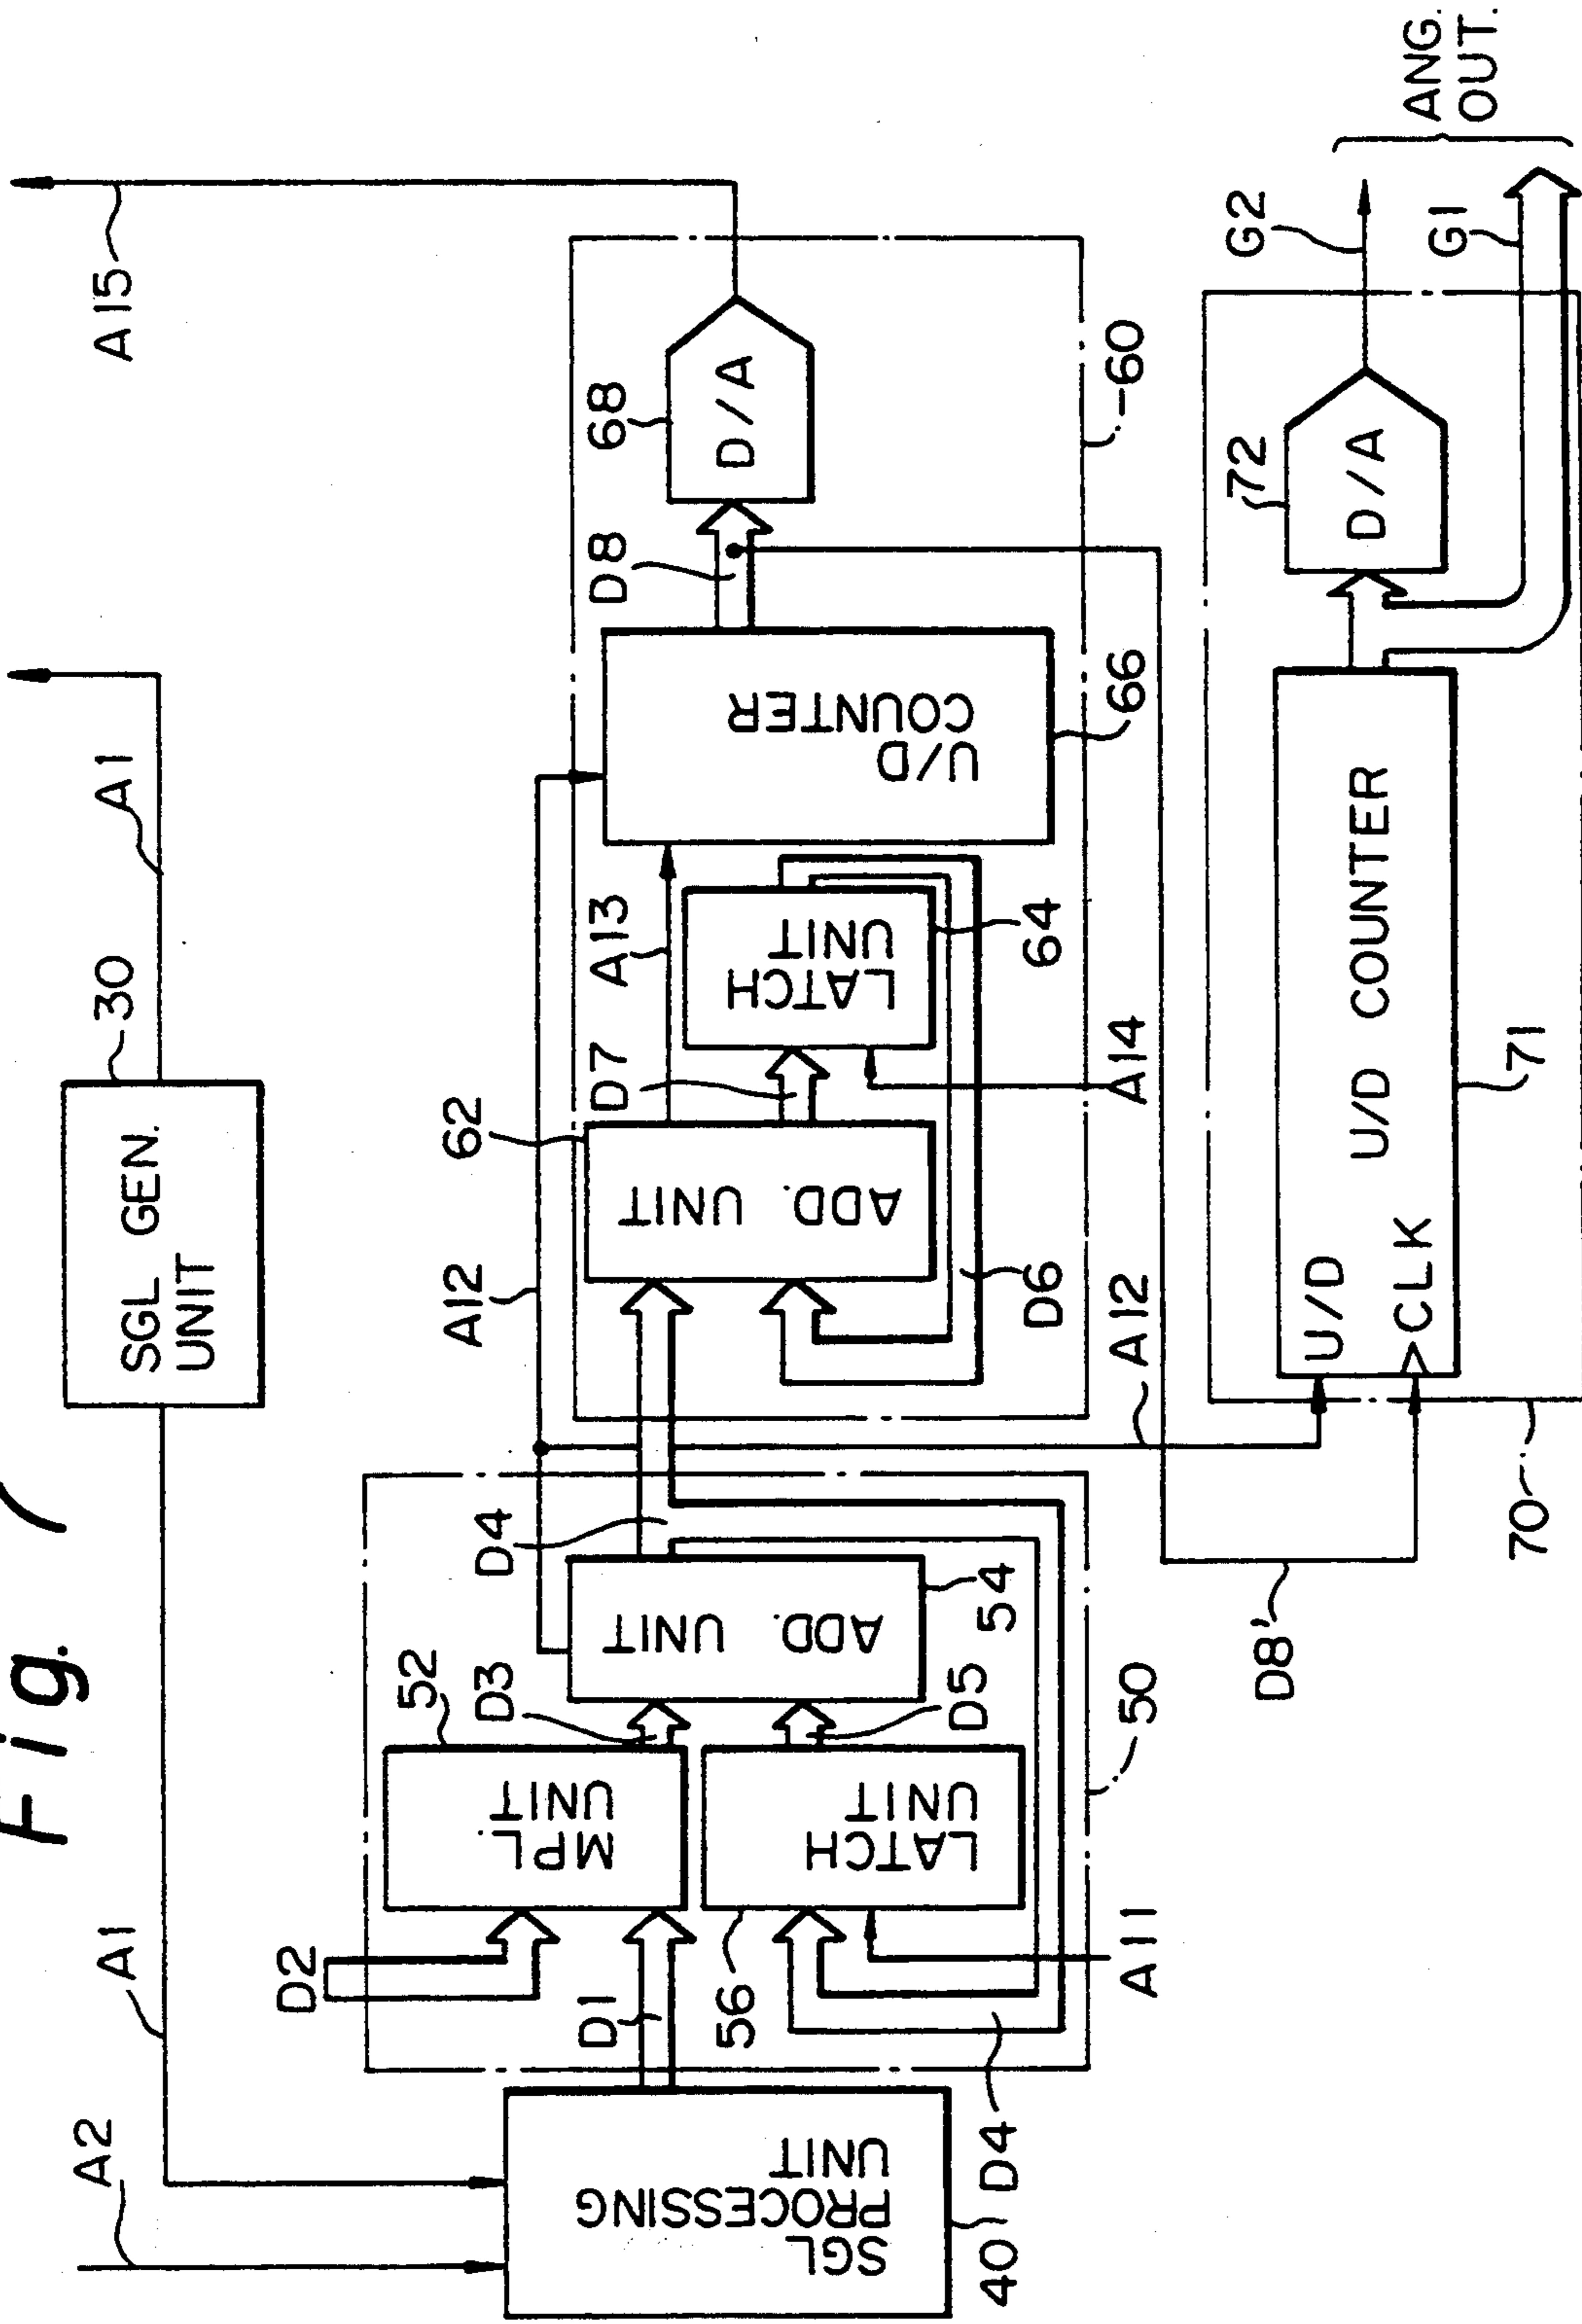 Fig. 7
A15
A1
30
SGL GEN.
UNIT
A1
A2
SGL
PROCESSING
UNIT
40
D1
D2
50
52
MPL.
UNIT
D3
56
LATCH
UNIT
D5
A11
D4
54
ADD. UNIT
D4
A12
60
62
ADD. UNIT
D6
D7
A13
LATCH
UNIT
64
A14
U/D
COUNTER
66
D8
68
D/A
A12
D8'
70
U/D
CLK
U/D COUNTER
71
72
D/A
G2
G1
ANG.
OUT.